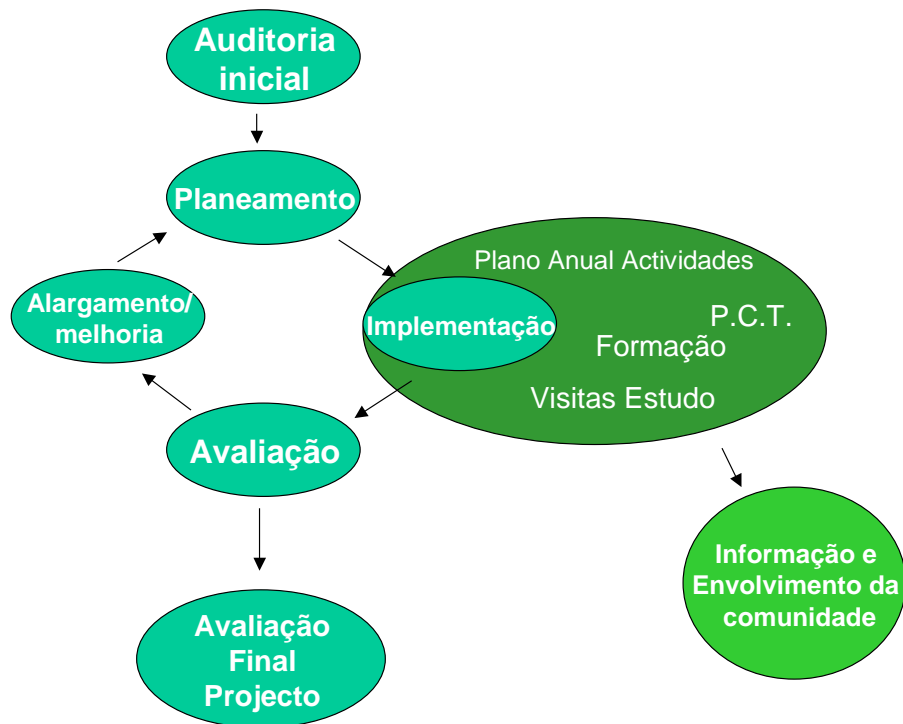 Auditoria
inicial
Planeamento
Plano Anual Actividades
Alargamento/
melhoria
Implementação
P.C.T.
Formação
Visitas Estudo
Avaliação
Informação e
Envolvimento da
comunidade
Avaliação
Final
Projecto